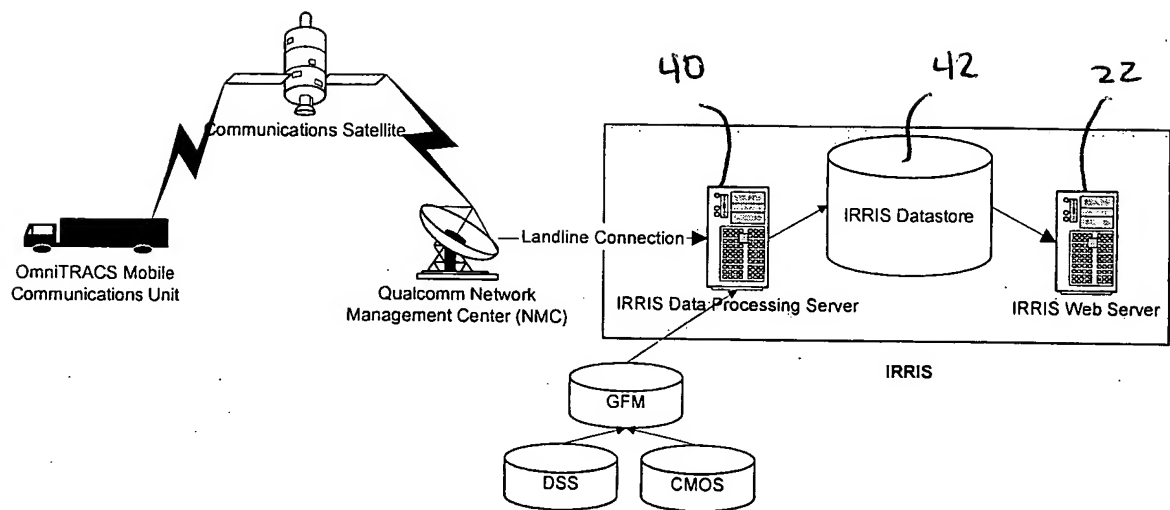 40
42
22
Communications Satellite
IRRIS Datastore
Landline Connection
OmniTRACS Mobile
Communications Unit
Qualcomm Network
Management Center (NMC)
IRRIS Data Processing Server
IRRIS Web Server
IRRIS
GFM
DSS
CMOS